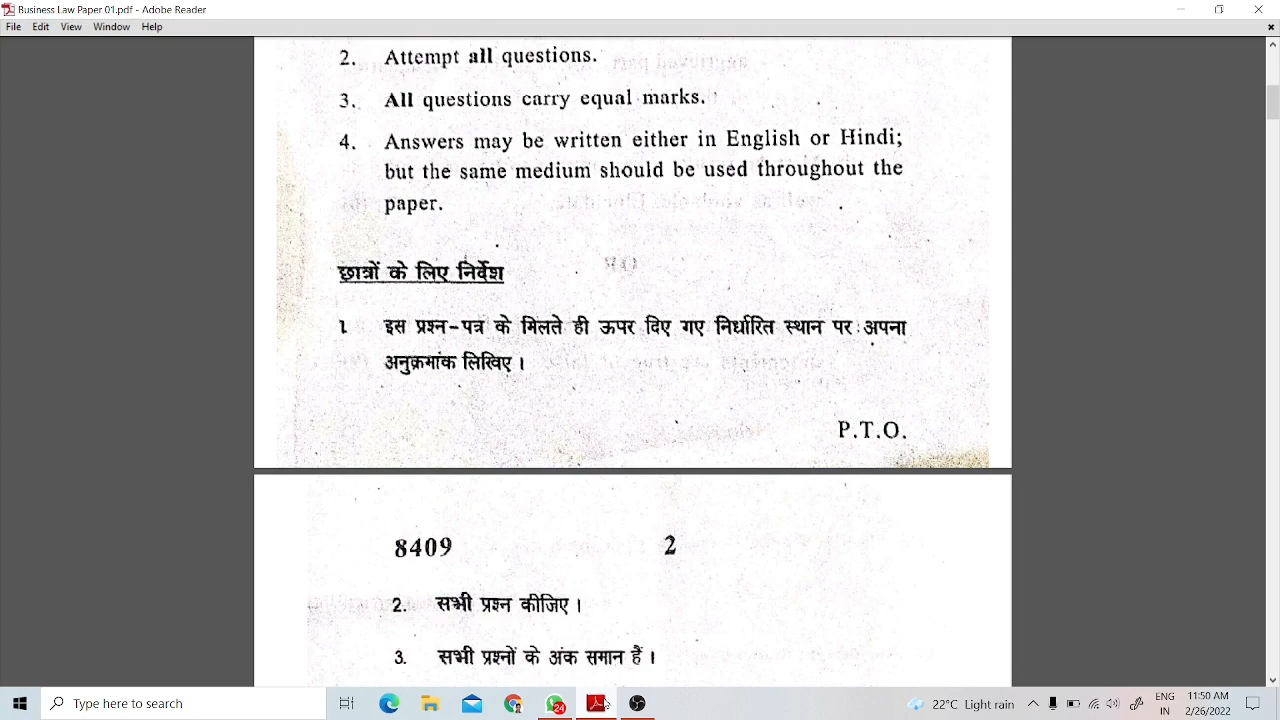 Business Law Paper 01.pdf - Adobe Reader
File Edit View Window Help
2. Attempt all questions.
3. All questions carry equal marks.
4. Answers may be written either in English or Hindi;
but the same medium should be used throughout the
paper.
छात्रों के लिए निर्देश
1. इस प्रश्न-पत्र के मिलते ही ऊपर दिए गए निर्धारित स्थान पर अपना
अनुक्रमांक लिखिए ।
P.T.O.
8409 2
2. सभी प्रश्न कीजिए ।
3. सभी प्रश्नों के अंक समान हैं ।
Type here to search
24
22°C Light rain
ENG
IN
11:50 AM
2/26/2022